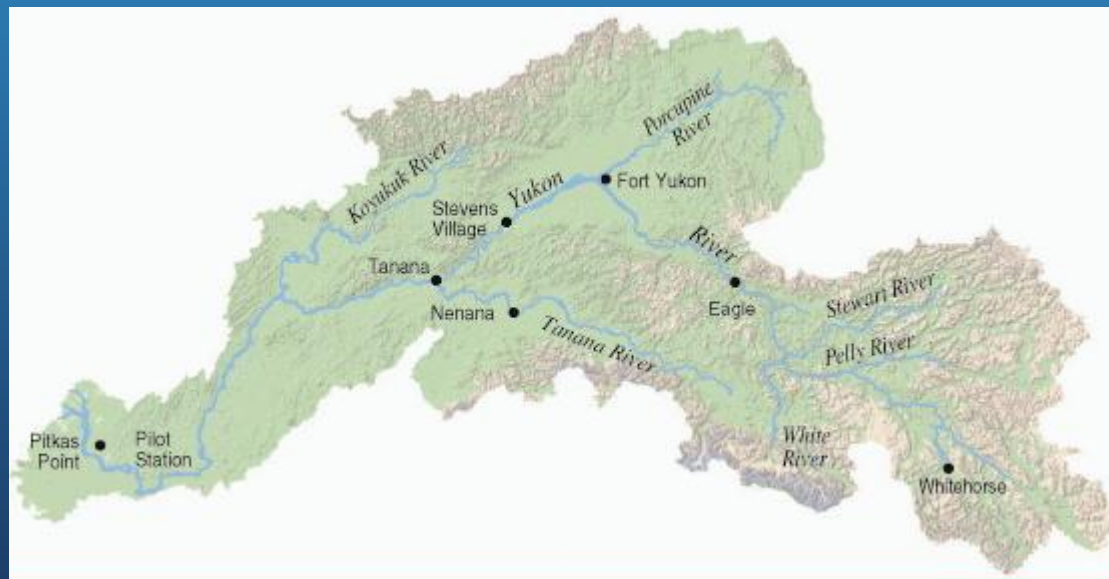 Porcupine
River
Koyukuk River
Yukon
Fort Yukon
Stevens
Village
River
Tanana
Eagle
Stewart River
Nenana
Tanana River
Pelly River
Pitkas
Point
Pilot
Station
White
River
Whitehorse